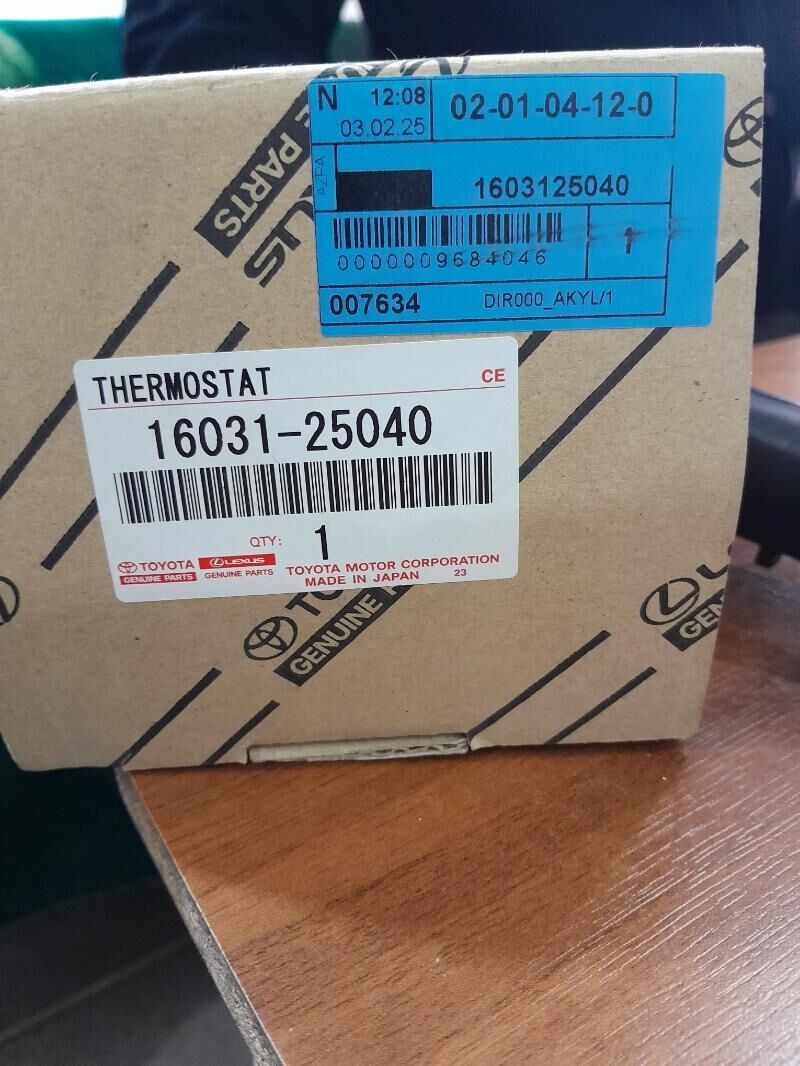 N 12:08 02-01-04-12-0
03.02.25
AZPA
1603125040
0000009684046
1
007634 DIR000_AKYL/1
PARTS
THERMOSTAT CE
16031-25040
QTY: 1
TOYOTA LEXUS TOYOTA MOTOR CORPORATION
GENUINE PARTS GENUINE PARTS MADE IN JAPAN 23
GENUINE